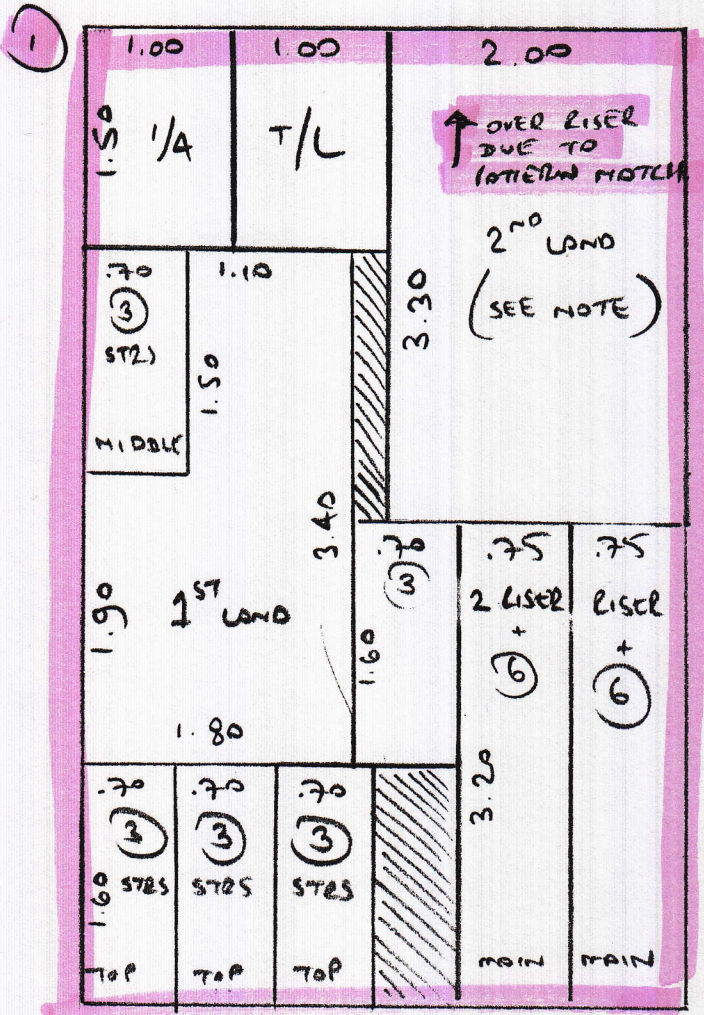 1
1.00 1.00 2.00
1.50 1/A T/L
OVER RISER
DUE TO
PATTERN MATCH
2ND LAND
(SEE NOTE)
3.30
.70 1.10
3
STRS
1.50
MIDDLE
3.40
1.90 1ST LAND
1.80
.70 .75 .75
3 2 RISER RISER
+ +
1.60 6 6
3.20
.70 .70 .70
3 3 3
1.60 STRS STRS STRS
TOP TOP TOP MAIN MAIN